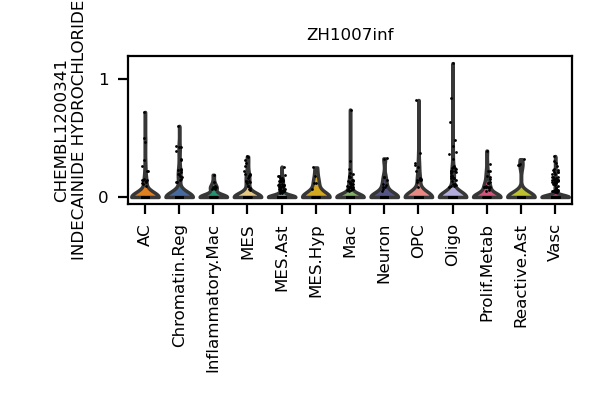 ZH1007inf
CHEMBL1200341
INDECAINIDE HYDROCHLORIDE
1
0
AC
Chromatin.Reg
Inflammatory.Mac
MES
MES.Ast
MES.Hyp
Mac
Neuron
OPC
Oligo
Prolif.Metab
Reactive.Ast
Vasc